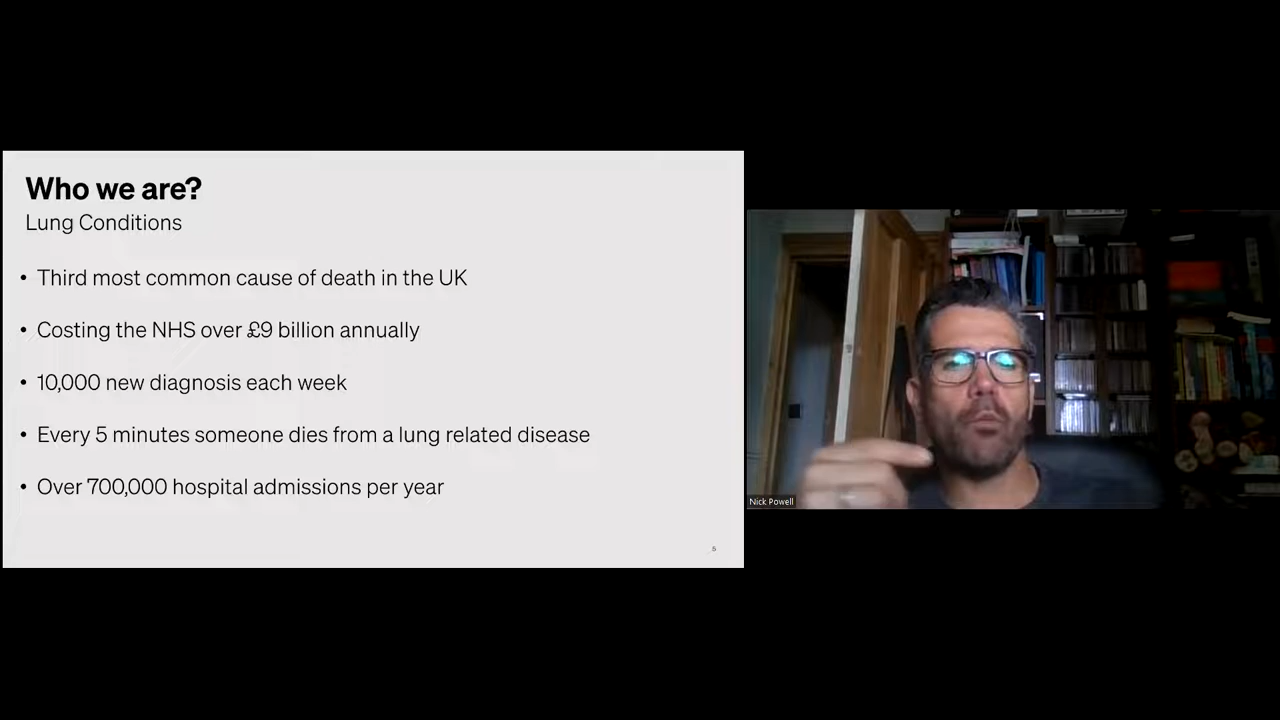 Who we are?
Lung Conditions
• Third most common cause of death in the UK
• Costing the NHS over £9 billion annually
• 10,000 new diagnosis each week
• Every 5 minutes someone dies from a lung related disease
• Over 700,000 hospital admissions per year
5
Nick Powell